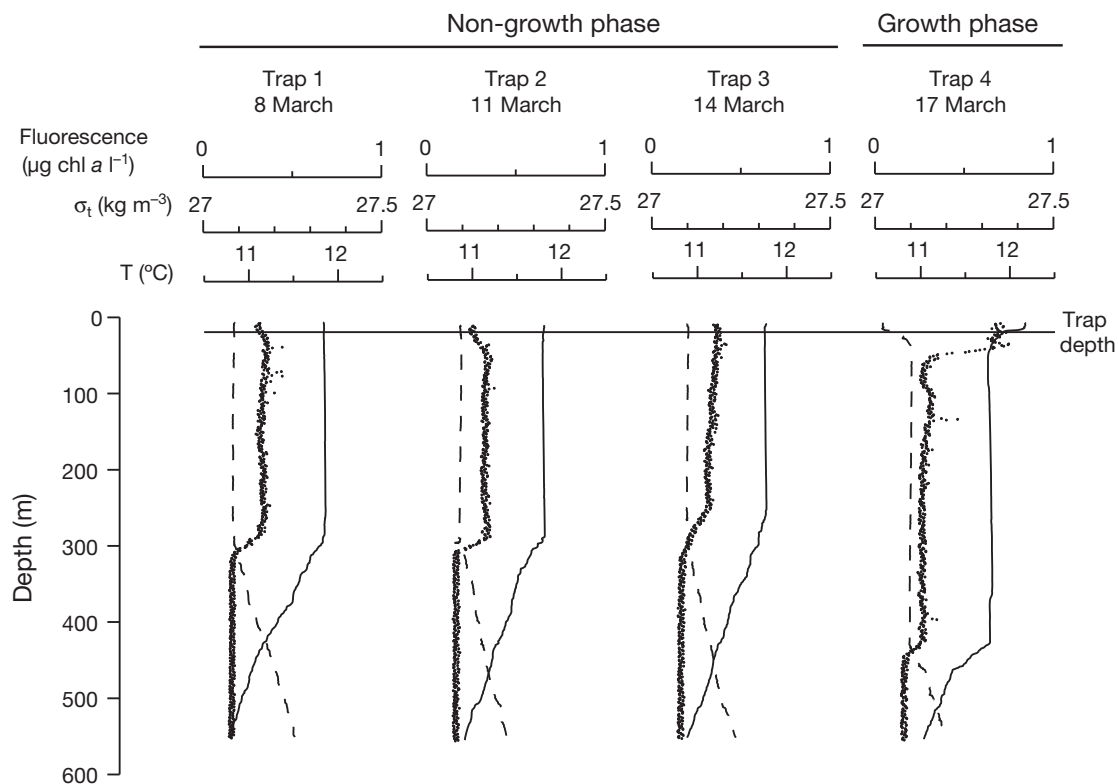 Non-growth phase Growth phase
Trap 1 Trap 2 Trap 3 Trap 4
8 March 11 March 14 March 17 March
Fluorescence
(µg chl a l⁻¹)
0 1 0 1 0 1 0 1
σt (kg m⁻³)
27 27.5 27 27.5 27 27.5 27 27.5
T (ºC)
11 12 11 12 11 12 11 12
Trap
depth
Depth (m)
0
100
200
300
400
500
600